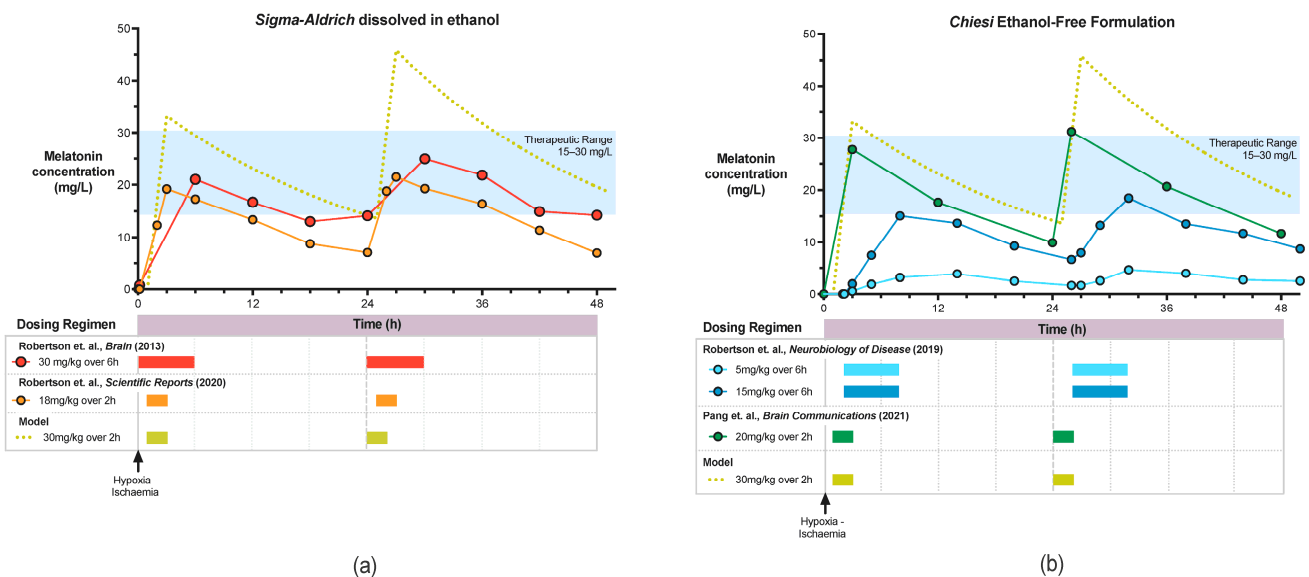 Sigma-Aldrich dissolved in ethanol
50
40
30
20
10
0
Melatonin
concentration
(mg/L)
Therapeutic Range
15–30 mg/L
0 12 24 36 48
Dosing Regimen
Time (h)
Robertson et. al., Brain (2013)
30 mg/kg over 6h
Robertson et. al., Scientific Reports (2020)
18mg/kg over 2h
Model
30mg/kg over 2h
Hypoxia
Ischaemia
(a)
Chiesi Ethanol-Free Formulation
50
40
30
20
10
0
Melatonin
concentration
(mg/L)
Therapeutic Range
15–30 mg/L
0 12 24 36 48
Dosing Regimen
Time (h)
Robertson et. al., Neurobiology of Disease (2019)
5mg/kg over 6h
15mg/kg over 6h
Pang et. al., Brain Communications (2021)
20mg/kg over 2h
Model
30mg/kg over 2h
Hypoxia -
Ischaemia
(b)